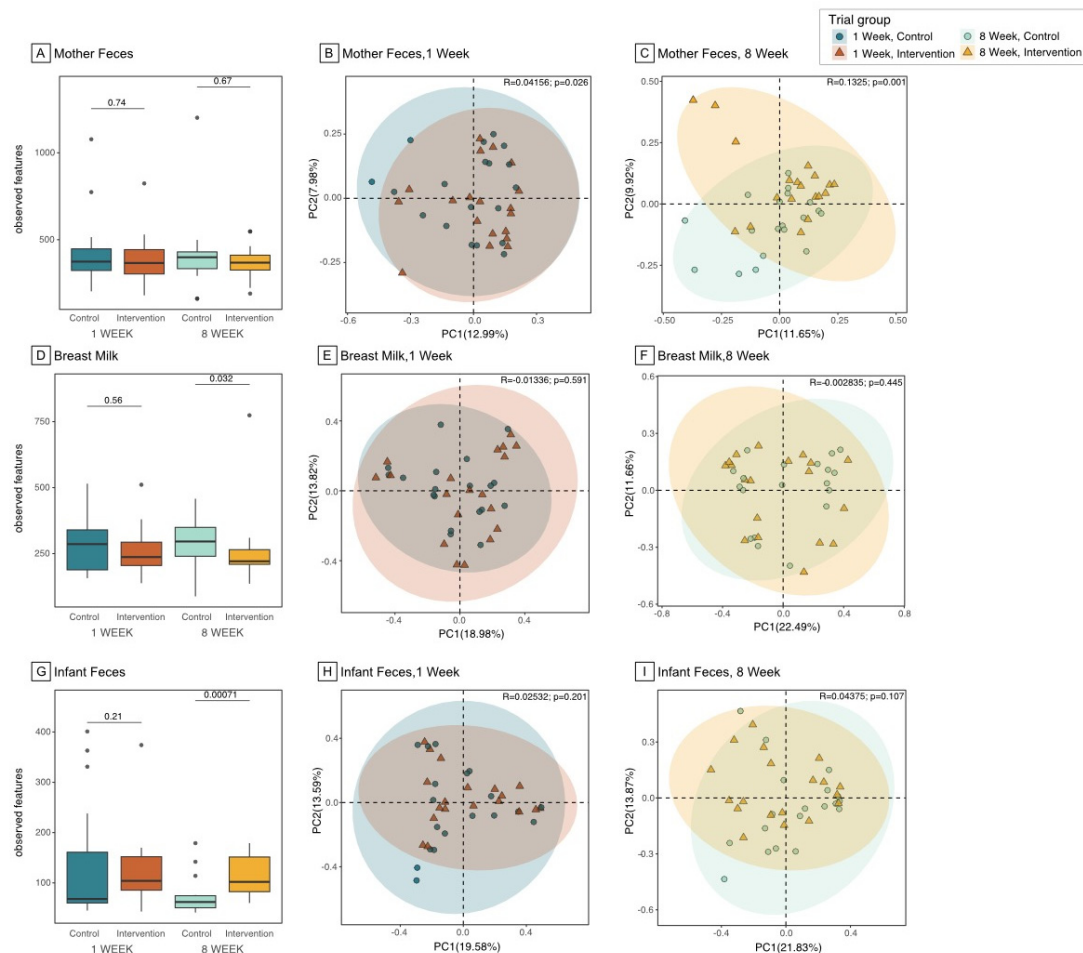 Trial group
1 Week, Control
8 Week, Control
1 Week, Intervention
8 Week, Intervention
A Mother Feces
observed features
1000
500
0.74
0.67
Control Intervention Control Intervention
1 WEEK 8 WEEK
B Mother Feces,1 Week
R=0.04156; p=0.026
PC2(7.98%)
0.25
0.00
-0.25
-0.6 -0.3 0.0 0.3
PC1(12.99%)
C Mother Feces, 8 Week
R=0.1325; p=0.001
PC2(9.92%)
0.50
0.25
0.00
-0.25
-0.50 -0.25 0.00 0.25 0.50
PC1(11.65%)
D Breast Milk
observed features
750
500
250
0.56
0.032
Control Intervention Control Intervention
1 WEEK 8 WEEK
E Breast Milk,1 Week
R=-0.01336; p=0.591
PC2(13.82%)
0.4
0.0
-0.4
-0.4 0.0 0.4
PC1(18.98%)
F Breast Milk,8 Week
R=-0.002835; p=0.445
PC2(11.66%)
0.6
0.3
0.0
-0.3
-0.6
-0.8 -0.4 0.0 0.4 0.8
PC1(22.49%)
G Infant Feces
observed features
400
300
200
100
0.21
0.00071
Control Intervention Control Intervention
1 WEEK 8 WEEK
H Infant Feces,1 Week
R=0.02532; p=0.201
PC2(13.59%)
0.4
0.0
-0.4
-0.4 0.0 0.4
PC1(19.58%)
I Infant Feces, 8 Week
R=0.04375; p=0.107
PC2(13.87%)
0.3
0.0
-0.3
-0.6
-0.4 0.0 0.4
PC1(21.83%)